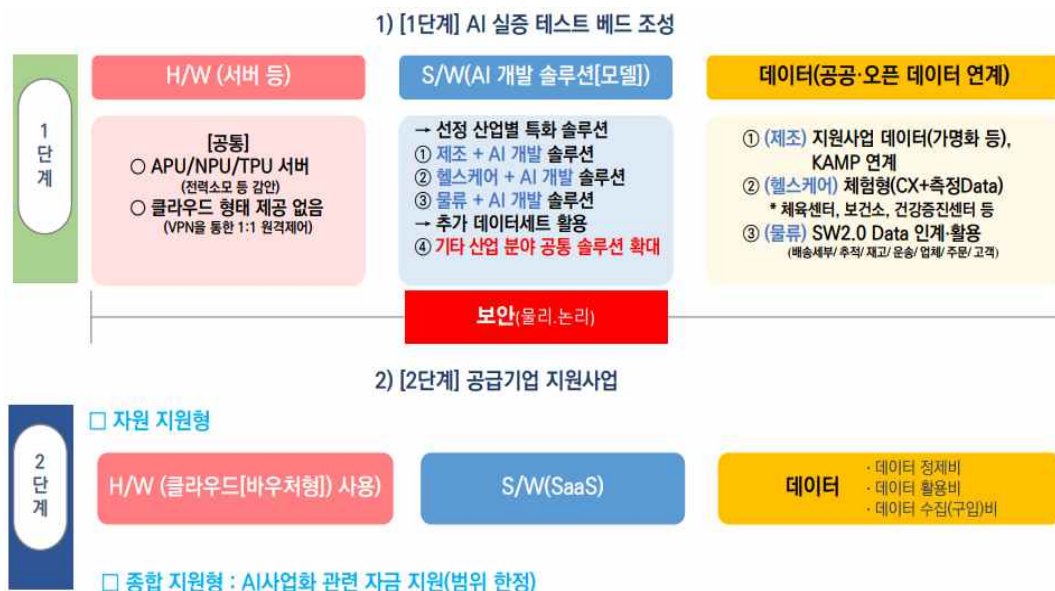 1) [1단계] AI 실증 테스트 베드 조성
1단계
H/W (서버 등)
[공통]
○ APU/NPU/TPU 서버
(전력소모 등 감안)
○ 클라우드 형태 제공 없음
(VPN을 통한 1:1 원격제어)
S/W(AI 개발 솔루션[모델])
→ 선정 산업별 특화 솔루션
① 제조 + AI 개발 솔루션
② 헬스케어 + AI 개발 솔루션
③ 물류 + AI 개발 솔루션
→ 추가 데이터세트 활용
④ 기타 산업 분야 공통 솔루션 확대
데이터(공공·오픈 데이터 연계)
① (제조) 지원사업 데이터(가명화 등),
KAMP 연계
② (헬스케어) 체험형(CX+측정Data)
* 체육센터, 보건소, 건강증진센터 등
③ (물류) SW2.0 Data 인계·활용
(배송세부/ 추적/ 재고/ 운송/ 업체/ 주문/ 고객)
보안(물리.논리)
2) [2단계] 공급기업 지원사업
2단계
□ 자원 지원형
H/W (클라우드[바우처형]) 사용)
S/W(SaaS)
데이터
· 데이터 정제비
· 데이터 활용비
· 데이터 수집(구입)비
□ 종합 지원형 : AI사업화 관련 자금 지원(범위 한정)